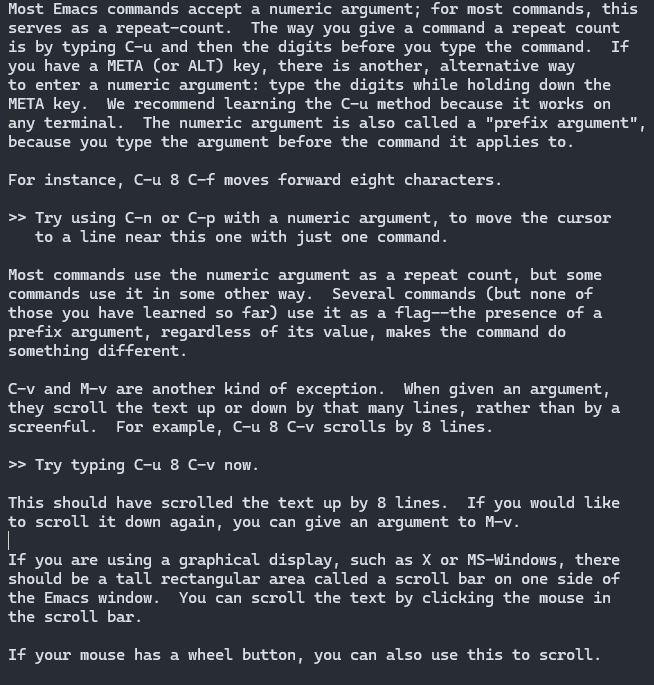 Most Emacs commands accept a numeric argument; for most commands, this
serves as a repeat-count.  The way you give a command a repeat count
is by typing C-u and then the digits before you type the command.  If
you have a META (or ALT) key, there is another, alternative way
to enter a numeric argument: type the digits while holding down the
META key.  We recommend learning the C-u method because it works on
any terminal.  The numeric argument is also called a "prefix argument",
because you type the argument before the command it applies to.

For instance, C-u 8 C-f moves forward eight characters.

>> Try using C-n or C-p with a numeric argument, to move the cursor
   to a line near this one with just one command.

Most commands use the numeric argument as a repeat count, but some
commands use it in some other way.  Several commands (but none of
those you have learned so far) use it as a flag--the presence of a
prefix argument, regardless of its value, makes the command do
something different.

C-v and M-v are another kind of exception.  When given an argument,
they scroll the text up or down by that many lines, rather than by a
screenful.  For example, C-u 8 C-v scrolls by 8 lines.

>> Try typing C-u 8 C-v now.

This should have scrolled the text up by 8 lines.  If you would like
to scroll it down again, you can give an argument to M-v.

If you are using a graphical display, such as X or MS-Windows, there
should be a tall rectangular area called a scroll bar on one side of
the Emacs window.  You can scroll the text by clicking the mouse in
the scroll bar.

If your mouse has a wheel button, you can also use this to scroll.